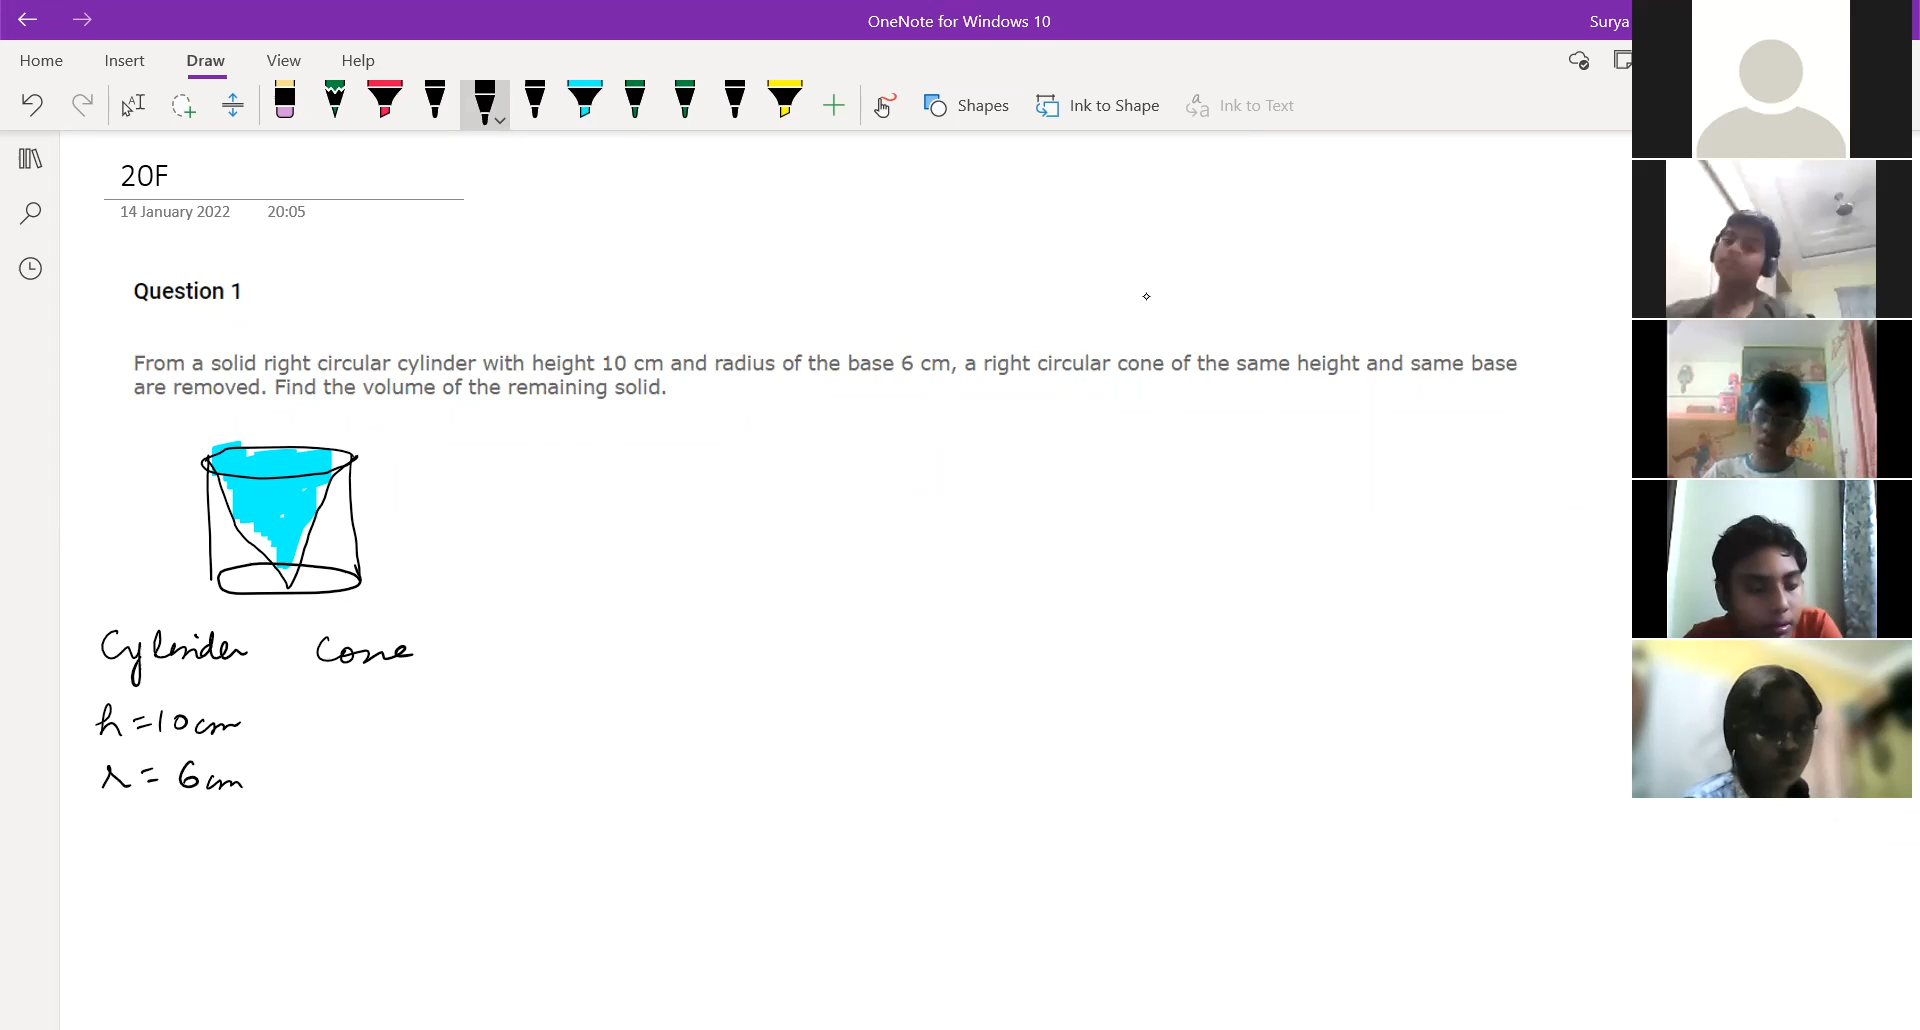 OneNote for Windows 10
Surya
Home Insert Draw View Help
Shapes Ink to Shape Ink to Text
20F
14 January 2022 20:05
Question 1
From a solid right circular cylinder with height 10 cm and radius of the base 6 cm, a right circular cone of the same height and same base
are removed. Find the volume of the remaining solid.
Cylinder Cone
h = 10 cm
r = 6 cm